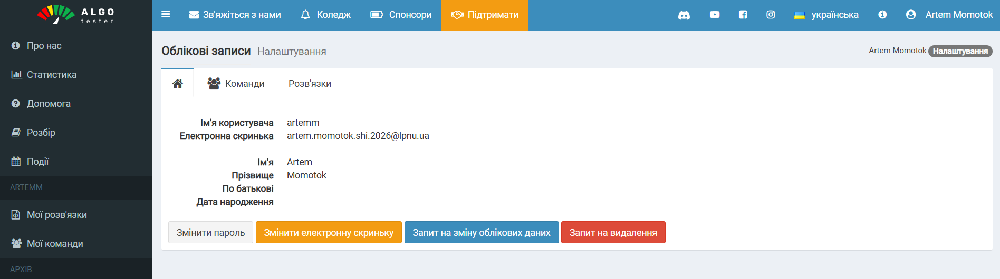 ALGO
tester
Зв'яжіться з нами
Коледж
Спонсори
Підтримати
українська
Artem Momotok
Про нас
Статистика
Допомога
Розбір
Події
ARTEMM
Мої розв'язки
Мої команди
АРХІВ
Облікові записи Налаштування
Artem Momotok Налаштування
Команди
Розв'язки
Ім'я користувача artemm
Електронна скринька artem.momotok.shi.2026@lpnu.ua
Ім'я Artem
Прізвище Momotok
По батькові
Дата народження
Змінити пароль
Змінити електронну скриньку
Запит на зміну облікових даних
Запит на видалення